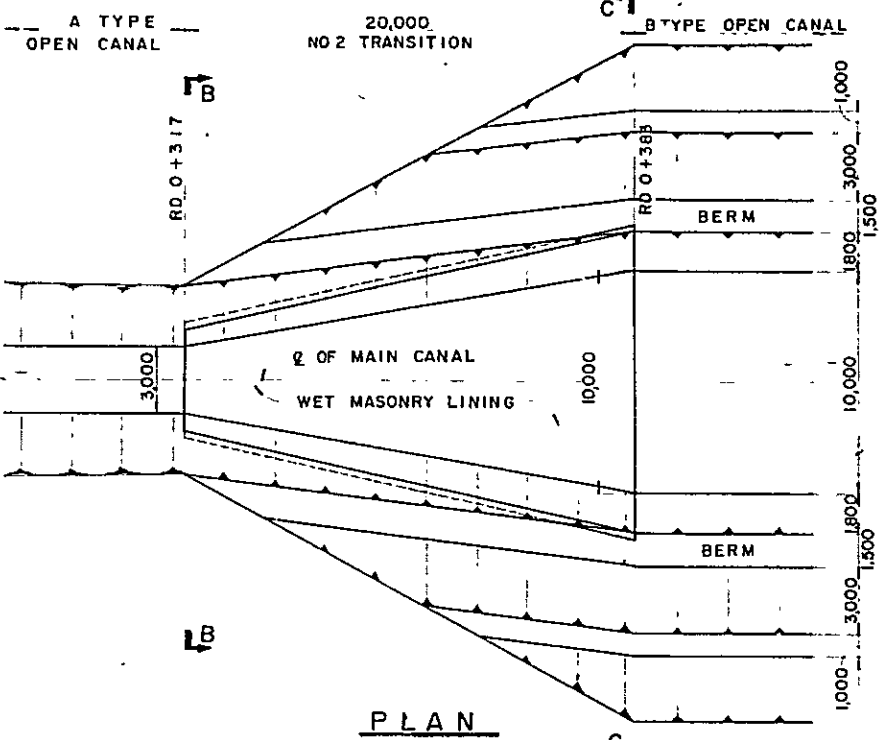 A TYPE
OPEN CANAL
20,000
NO 2 TRANSITION
C
B TYPE OPEN CANAL
B
RD 0+317
RD 0+383
1,000
3,000
1,500
BERM
1,800
3,000
℄ OF MAIN CANAL
WET MASONRY LINING
10,000
10,000
1,800
BERM
1,500
3,000
B
1,000
PLAN
C